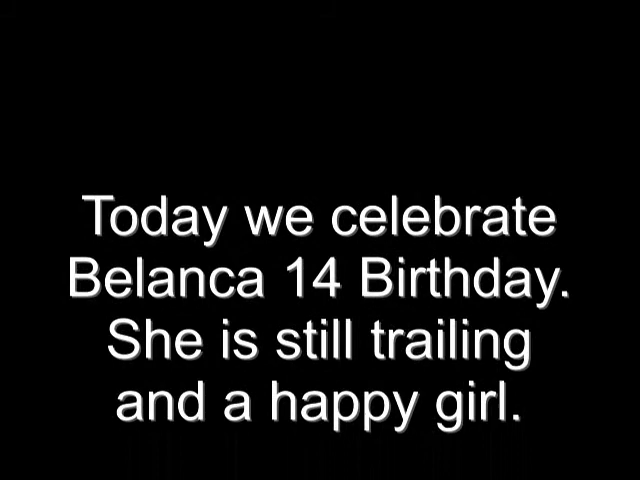 Today we celebrate
Belanca 14 Birthday.
She is still trailing
and a happy girl.